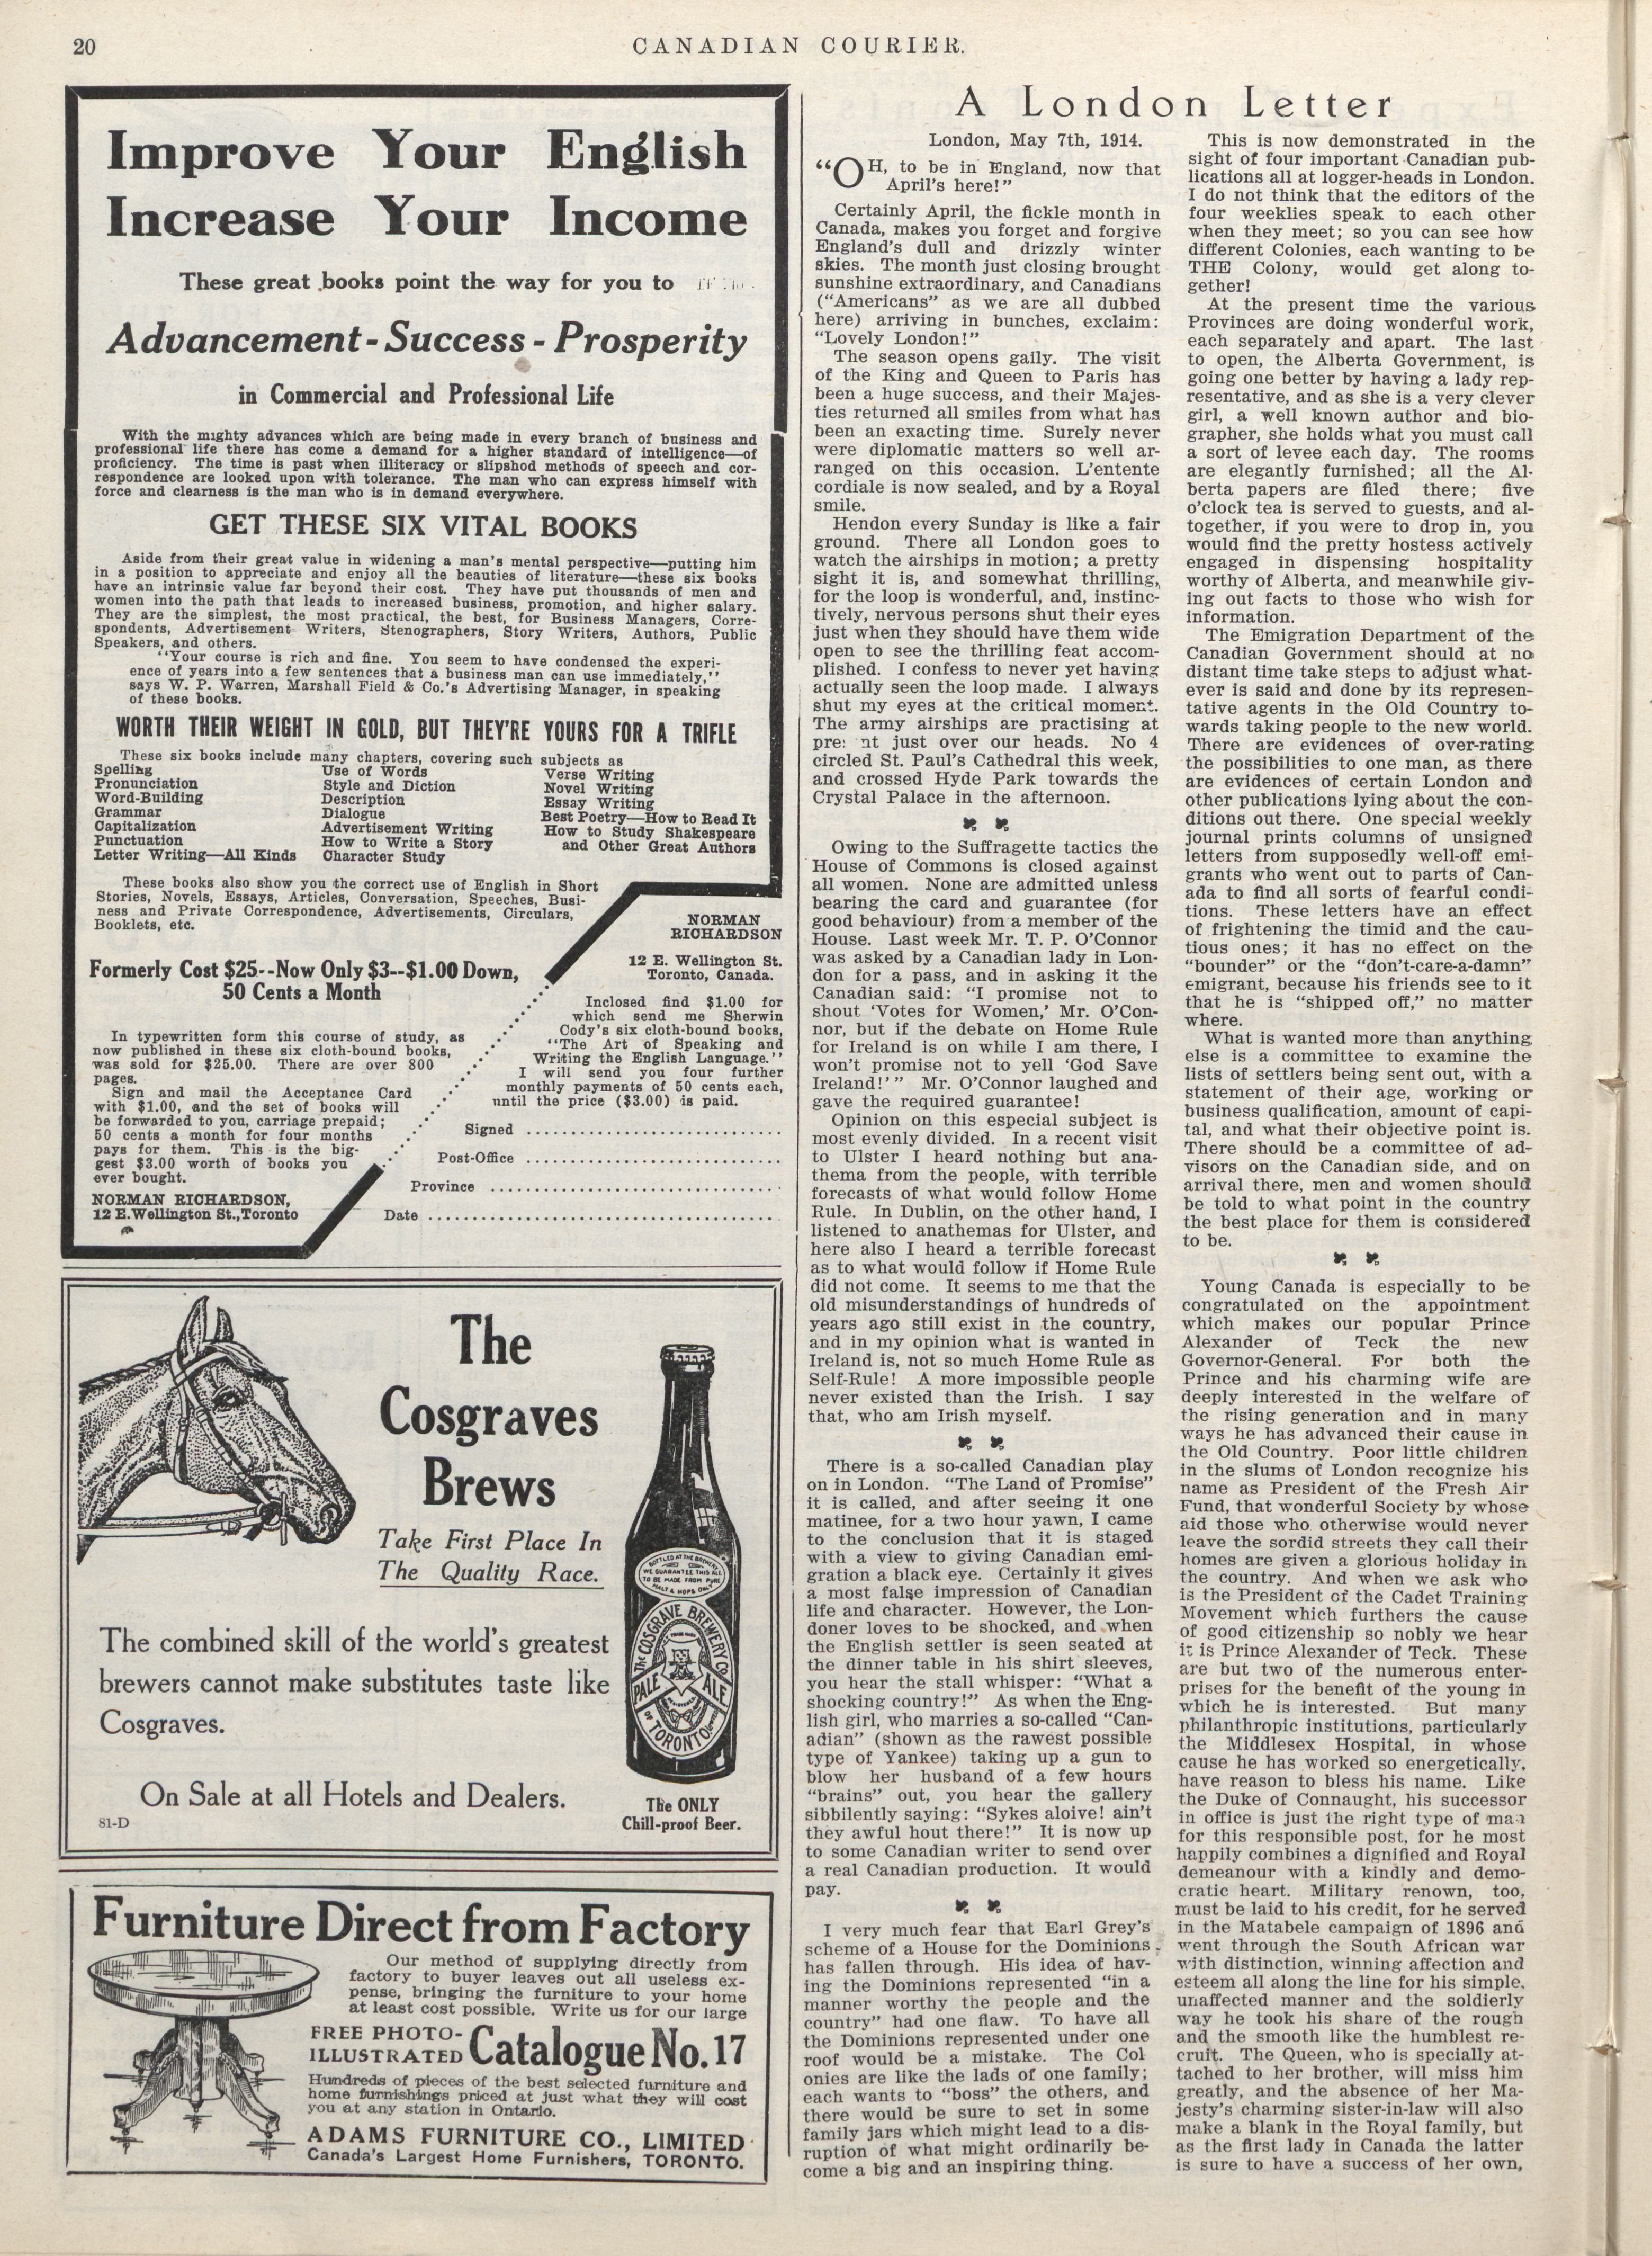 20
CANADIAN COURIER.
Improve Your English
Increase Your Income
These great books point the way for you to
Advancement - Success - Prosperity
in Commercial and Professional Life
With the mighty advances which are being made in every branch of business and
professional life there has come a demand for a higher standard of intelligence—of
proficiency. The time is past when illiteracy or slipshod methods of speech and cor-
respondence are looked upon with tolerance. The man who can express himself with
force and clearness is the man who is in demand everywhere.
GET THESE SIX VITAL BOOKS
Aside from their great value in widening a man's mental perspective—putting him
in a position to appreciate and enjoy all the beauties of literature—these six books
have an intrinsic value far beyond their cost. They have put thousands of men and
women into the path that leads to increased business, promotion, and higher salary.
They are the simplest, the most practical, the best, for Business Managers, Corre-
spondents, Advertisement Writers, Stenographers, Story Writers, Authors, Public
Speakers, and others.
''Your course is rich and fine. You seem to have condensed the experi-
ence of years into a few sentences that a business man can use immediately,''
says W. P. Warren, Marshall Field & Co.'s Advertising Manager, in speaking
of these books.
WORTH THEIR WEIGHT IN GOLD, BUT THEY'RE YOURS FOR A TRIFLE
These six books include many chapters, covering such subjects as
Spelling
Pronunciation
Word-Building
Grammar
Capitalization
Punctuation
Letter Writing—All Kinds
Use of Words
Style and Diction
Description
Dialogue
Advertisement Writing
How to Write a Story
Character Study
Verse Writing
Novel Writing
Essay Writing
Best Poetry—How to Read It
How to Study Shakespeare
and Other Great Authors
These books also show you the correct use of English in Short
Stories, Novels, Essays, Articles, Conversation, Speeches, Busi-
ness and Private Correspondence, Advertisements, Circulars,
Booklets, etc.
Formerly Cost $25--Now Only $3--$1.00 Down,
50 Cents a Month
In typewritten form this course of study, as
now published in these six cloth-bound books,
was sold for $25.00. There are over 800
pages.
Sign and mail the Acceptance Card
with $1.00, and the set of books will
be forwarded to you, carriage prepaid;
50 cents a month for four months
pays for them. This is the big-
gest $3.00 worth of books you
ever bought.
NORMAN RICHARDSON,
12 E. Wellington St., Toronto
NORMAN
RICHARDSON
12 E. Wellington St.
Toronto, Canada.
Inclosed find $1.00 for
which send me Sherwin
Cody's six cloth-bound books,
''The Art of Speaking and
Writing the English Language.''
I will send you four further
monthly payments of 50 cents each,
until the price ($3.00) is paid.
Signed ..............................
Post-Office ..............................
Province ..............................
Date ..............................
The
Cosgraves
Brews
Take First Place In
The Quality Race.
The combined skill of the world's greatest
brewers cannot make substitutes taste like
Cosgraves.
On Sale at all Hotels and Dealers.
81-D
BOTTLED AT THE BREWERY
WE GUARANTEE THIS ALE
TO BE MADE FROM PURE
MALT & HOPS ONLY
The COSGRAVE BREWERY Co.
TRADE MARK
PALE ALE
OF TORONTO LIMITED
The ONLY
Chill-proof Beer.
Furniture Direct from Factory
Our method of supplying directly from
factory to buyer leaves out all useless ex-
pense, bringing the furniture to your home
at least cost possible. Write us for our large
FREE PHOTO-
ILLUSTRATED
Catalogue No. 17
Hundreds of pieces of the best selected furniture and
home furnishings priced at just what they will cost
you at any station in Ontario.
ADAMS FURNITURE CO., LIMITED
Canada's Largest Home Furnishers, TORONTO.
A London Letter
London, May 7th, 1914.
"OH, to be in England, now that
April's here!"
Certainly April, the fickle month in
Canada, makes you forget and forgive
England's dull and drizzly winter
skies. The month just closing brought
sunshine extraordinary, and Canadians
("Americans" as we are all dubbed
here) arriving in bunches, exclaim:
"Lovely London!"
The season opens gaily. The visit
of the King and Queen to Paris has
been a huge success, and their Majes-
ties returned all smiles from what has
been an exacting time. Surely never
were diplomatic matters so well ar-
ranged on this occasion. L'entente
cordiale is now sealed, and by a Royal
smile.
Hendon every Sunday is like a fair
ground. There all London goes to
watch the airships in motion; a pretty
sight it is, and somewhat thrilling,
for the loop is wonderful, and, instinc-
tively, nervous persons shut their eyes
just when they should have them wide
open to see the thrilling feat accom-
plished. I confess to never yet having
actually seen the loop made. I always
shut my eyes at the critical moment.
The army airships are practising at
present just over our heads. No 4
circled St. Paul's Cathedral this week,
and crossed Hyde Park towards the
Crystal Palace in the afternoon.
Owing to the Suffragette tactics the
House of Commons is closed against
all women. None are admitted unless
bearing the card and guarantee (for
good behaviour) from a member of the
House. Last week Mr. T. P. O'Connor
was asked by a Canadian lady in Lon-
don for a pass, and in asking it the
Canadian said: "I promise not to
shout 'Votes for Women,' Mr. O'Con-
nor, but if the debate on Home Rule
for Ireland is on while I am there, I
won't promise not to yell 'God Save
Ireland!'" Mr. O'Connor laughed and
gave the required guarantee!
Opinion on this especial subject is
most evenly divided. In a recent visit
to Ulster I heard nothing but ana-
thema from the people, with terrible
forecasts of what would follow Home
Rule. In Dublin, on the other hand, I
listened to anathemas for Ulster, and
here also I heard a terrible forecast
as to what would follow if Home Rule
did not come. It seems to me that the
old misunderstandings of hundreds of
years ago still exist in the country,
and in my opinion what is wanted in
Ireland is, not so much Home Rule as
Self-Rule! A more impossible people
never existed than the Irish. I say
that, who am Irish myself.
There is a so-called Canadian play
on in London. "The Land of Promise"
it is called, and after seeing it one
matinee, for a two hour yawn, I came
to the conclusion that it is staged
with a view to giving Canadian emi-
gration a black eye. Certainly it gives
a most false impression of Canadian
life and character. However, the Lon-
doner loves to be shocked, and when
the English settler is seen seated at
the dinner table in his shirt sleeves,
you hear the stall whisper: "What a
shocking country!" As when the Eng-
lish girl, who marries a so-called "Can-
adian" (shown as the rawest possible
type of Yankee) taking up a gun to
blow her husband of a few hours
"brains" out, you hear the gallery
sibbilently saying: "Sykes aloive! ain't
they awful hout there!" It is now up
to some Canadian writer to send over
a real Canadian production. It would
pay.
I very much fear that Earl Grey's
scheme of a House for the Dominions
has fallen through. His idea of hav-
ing the Dominions represented "in a
manner worthy the people and the
country" had one flaw. To have all
the Dominions represented under one
roof would be a mistake. The Col
onies are like the lads of one family;
each wants to "boss" the others, and
there would be sure to set in some
family jars which might lead to a dis-
ruption of what might ordinarily be-
come a big and an inspiring thing.
This is now demonstrated in the
sight of four important Canadian pub-
lications all at logger-heads in London.
I do not think that the editors of the
four weeklies speak to each other
when they meet; so you can see how
different Colonies, each wanting to be
THE Colony, would get along to-
gether!
At the present time the various
Provinces are doing wonderful work,
each separately and apart. The last
to open, the Alberta Government, is
going one better by having a lady rep-
resentative, and as she is a very clever
girl, a well known author and bio-
grapher, she holds what you must call
a sort of levee each day. The rooms
are elegantly furnished; all the Al-
berta papers are filed there; five
o'clock tea is served to guests, and al-
together, if you were to drop in, you
would find the pretty hostess actively
engaged in dispensing hospitality
worthy of Alberta, and meanwhile giv-
ing out facts to those who wish for
information.
The Emigration Department of the
Canadian Government should at no
distant time take steps to adjust what-
ever is said and done by its represen-
tative agents in the Old Country to-
wards taking people to the new world.
There are evidences of over-rating
the possibilities to one man, as there
are evidences of certain London and
other publications lying about the con-
ditions out there. One special weekly
journal prints columns of unsigned
letters from supposedly well-off emi-
grants who went out to parts of Can-
ada to find all sorts of fearful condi-
tions. These letters have an effect
of frightening the timid and the cau-
tious ones; it has no effect on the
"bounder" or the "don't-care-a-damn"
emigrant, because his friends see to it
that he is "shipped off," no matter
where.
What is wanted more than anything
else is a committee to examine the
lists of settlers being sent out, with a
statement of their age, working or
business qualification, amount of capi-
tal, and what their objective point is.
There should be a committee of ad-
visors on the Canadian side, and on
arrival there, men and women should
be told to what point in the country
the best place for them is considered
to be.
Young Canada is especially to be
congratulated on the appointment
which makes our popular Prince
Alexander of Teck the new
Governor-General. For both the
Prince and his charming wife are
deeply interested in the welfare of
the rising generation and in many
ways he has advanced their cause in
the Old Country. Poor little children
in the slums of London recognize his
name as President of the Fresh Air
Fund, that wonderful Society by whose
aid those who otherwise would never
leave the sordid streets they call their
homes are given a glorious holiday in
the country. And when we ask who
is the President of the Cadet Training
Movement which furthers the cause
of good citizenship so nobly we hear
it is Prince Alexander of Teck. These
are but two of the numerous enter-
prises for the benefit of the young in
which he is interested. But many
philanthropic institutions, particularly
the Middlesex Hospital, in whose
cause he has worked so energetically,
have reason to bless his name. Like
the Duke of Connaught, his successor
in office is just the right type of man
for this responsible post, for he most
happily combines a dignified and Royal
demeanour with a kindly and demo-
cratic heart. Military renown, too,
must be laid to his credit, for he served
in the Matabele campaign of 1896 and
went through the South African war
with distinction, winning affection and
esteem all along the line for his simple,
unaffected manner and the soldierly
way he took his share of the rough
and the smooth like the humblest re-
cruit. The Queen, who is specially at-
tached to her brother, will miss him
greatly, and the absence of her Ma-
jesty's charming sister-in-law will also
make a blank in the Royal family, but
as the first lady in Canada the latter
is sure to have a success of her own,